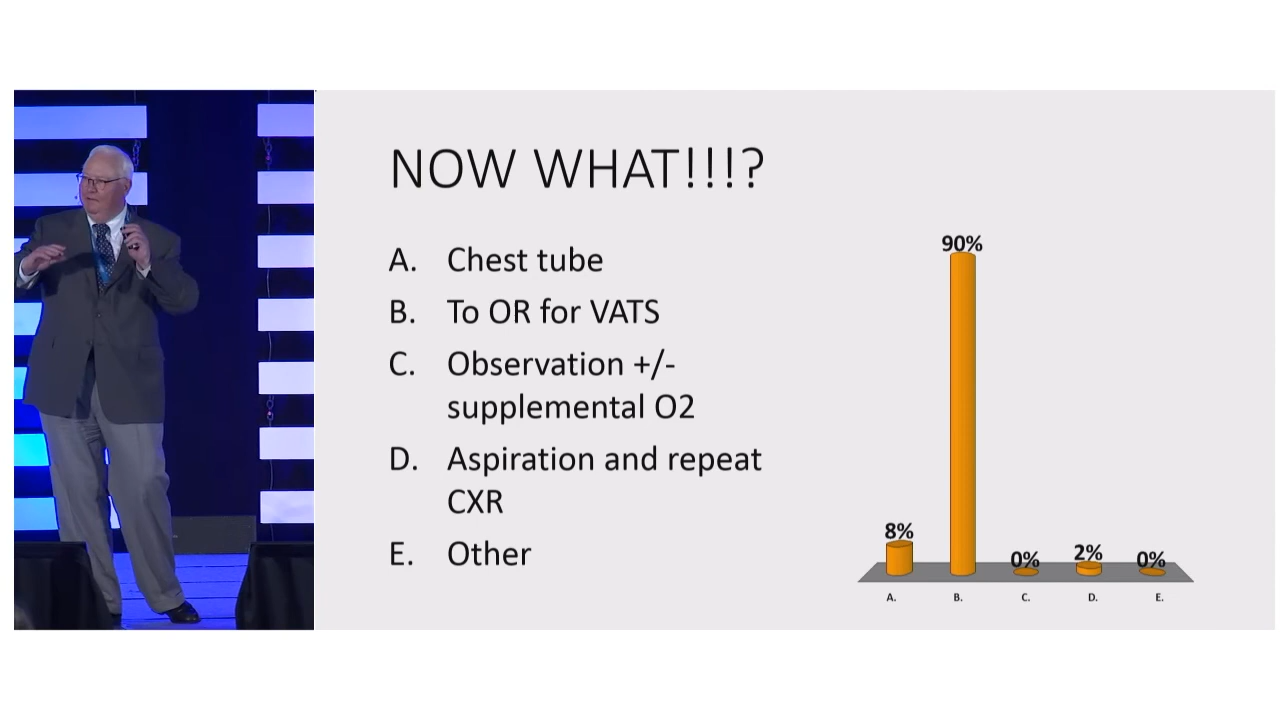 NOW WHAT!!!?
A. Chest tube
B. To OR for VATS
C. Observation +/-
supplemental O2
D. Aspiration and repeat
CXR
E. Other
90%
8%
0%
2%
0%
A.
B.
C.
D.
E.